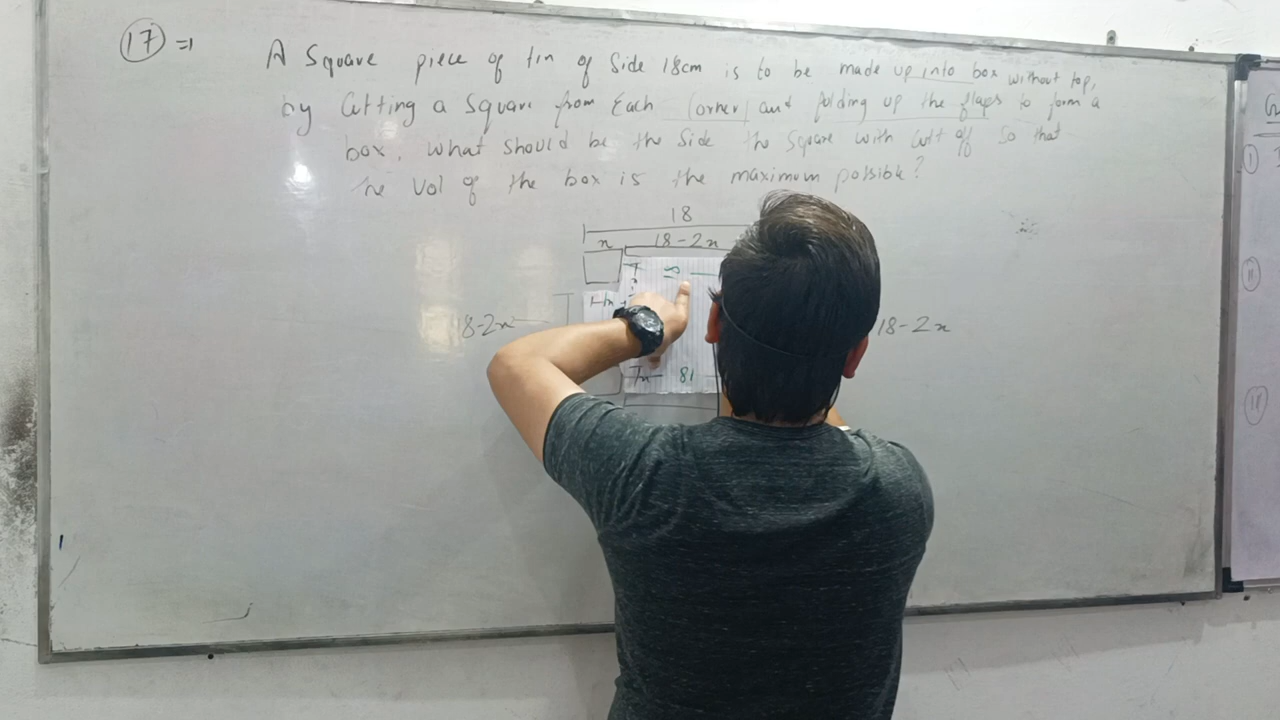 17 =)
A square piece of tin of Side 18cm is to be made up into box without top,
by Cutting a Square from Each Corner and folding up the flaps to form a
box. What should be the Side the Square with cutt off so that
the Vol of the box is the maximum possible?
18
x 18-2x
x
18-2x
18-2x